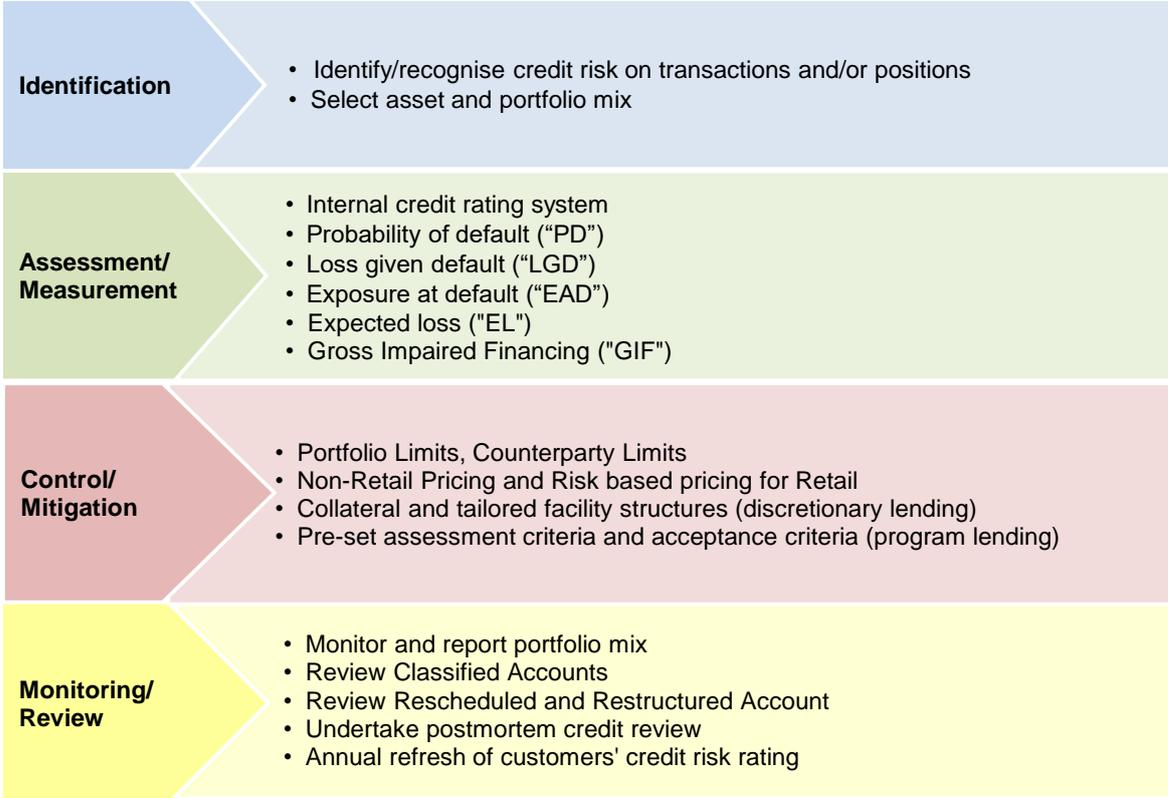 Identification
• Identify/recognise credit risk on transactions and/or positions
• Select asset and portfolio mix
Assessment/
Measurement
• Internal credit rating system
• Probability of default (“PD”)
• Loss given default (“LGD”)
• Exposure at default (“EAD”)
• Expected loss ("EL")
• Gross Impaired Financing ("GIF")
Control/
Mitigation
• Portfolio Limits, Counterparty Limits
• Non-Retail Pricing and Risk based pricing for Retail
• Collateral and tailored facility structures (discretionary lending)
• Pre-set assessment criteria and acceptance criteria (program lending)
Monitoring/
Review
• Monitor and report portfolio mix
• Review Classified Accounts
• Review Rescheduled and Restructured Account
• Undertake postmortem credit review
• Annual refresh of customers' credit risk rating